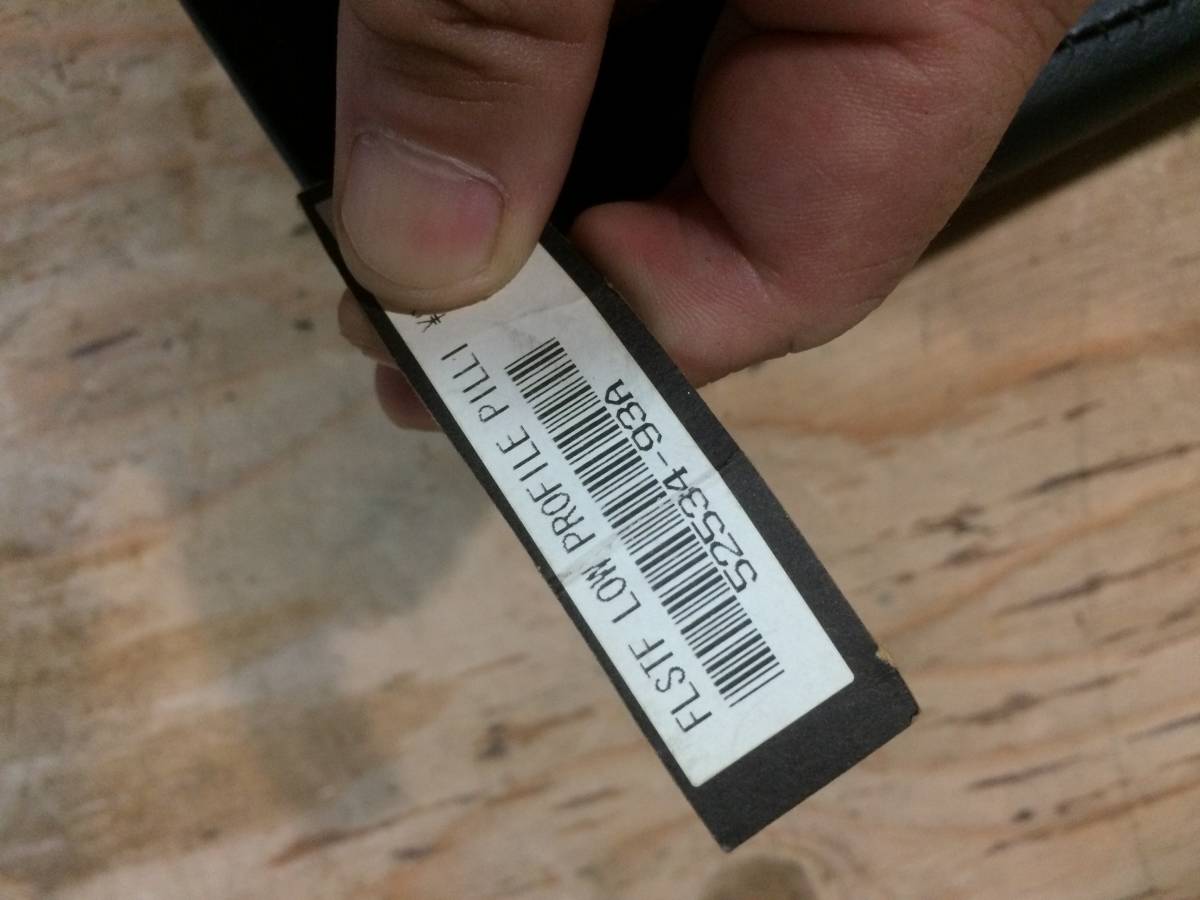 FLSTF LOW PROFILE PILLI
52534-93A